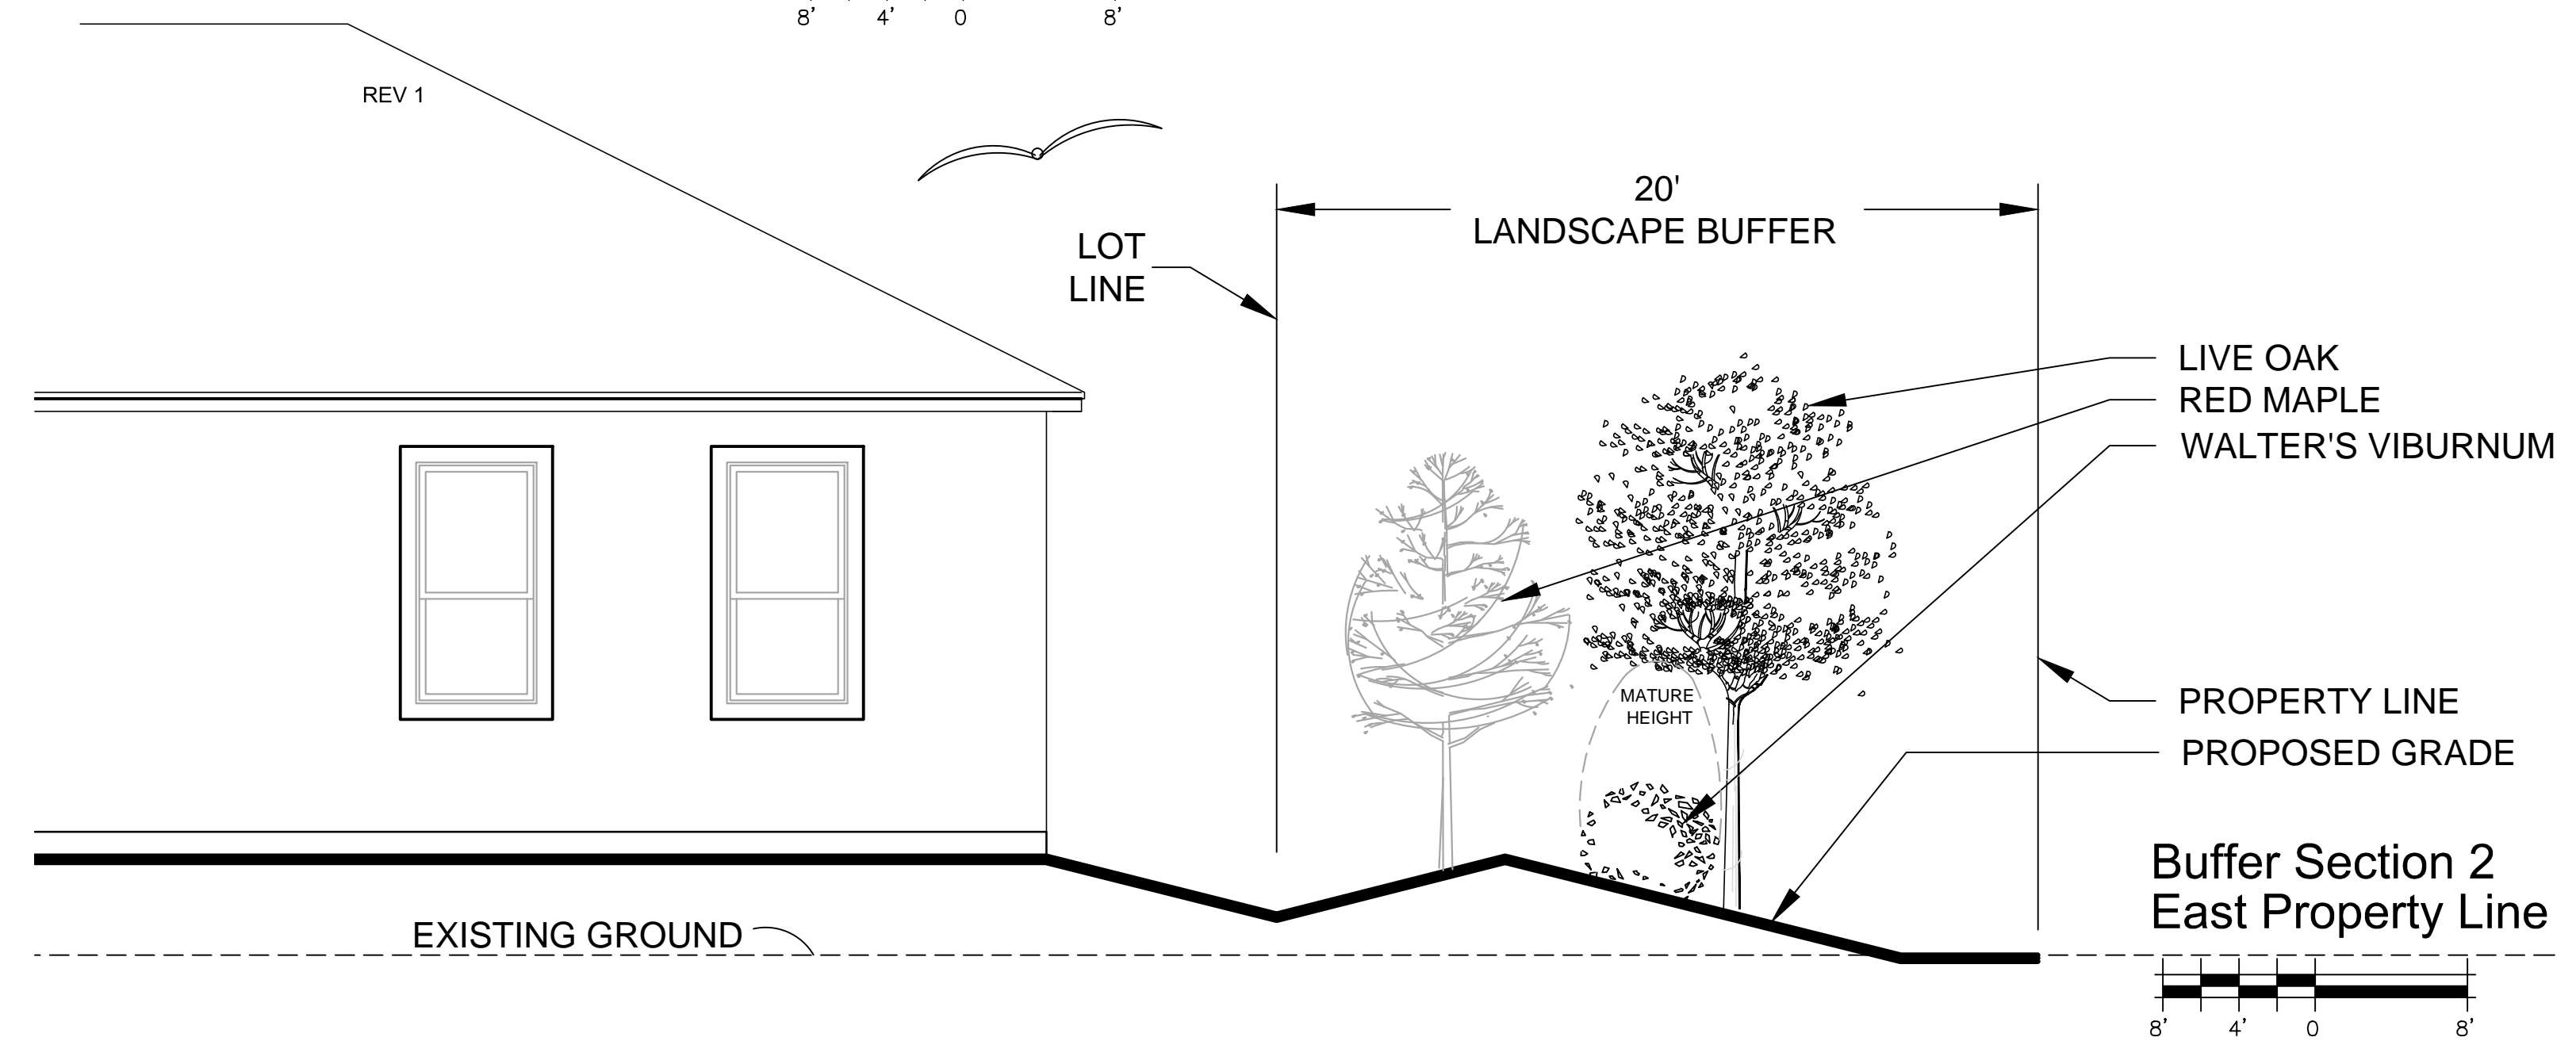 8' 4' 0 8'
REV 1
20'
LANDSCAPE BUFFER
LOT
LINE
LIVE OAK
RED MAPLE
WALTER'S VIBURNUM
MATURE
HEIGHT
PROPERTY LINE
PROPOSED GRADE
Buffer Section 2
East Property Line
EXISTING GROUND
8' 4' 0 8'